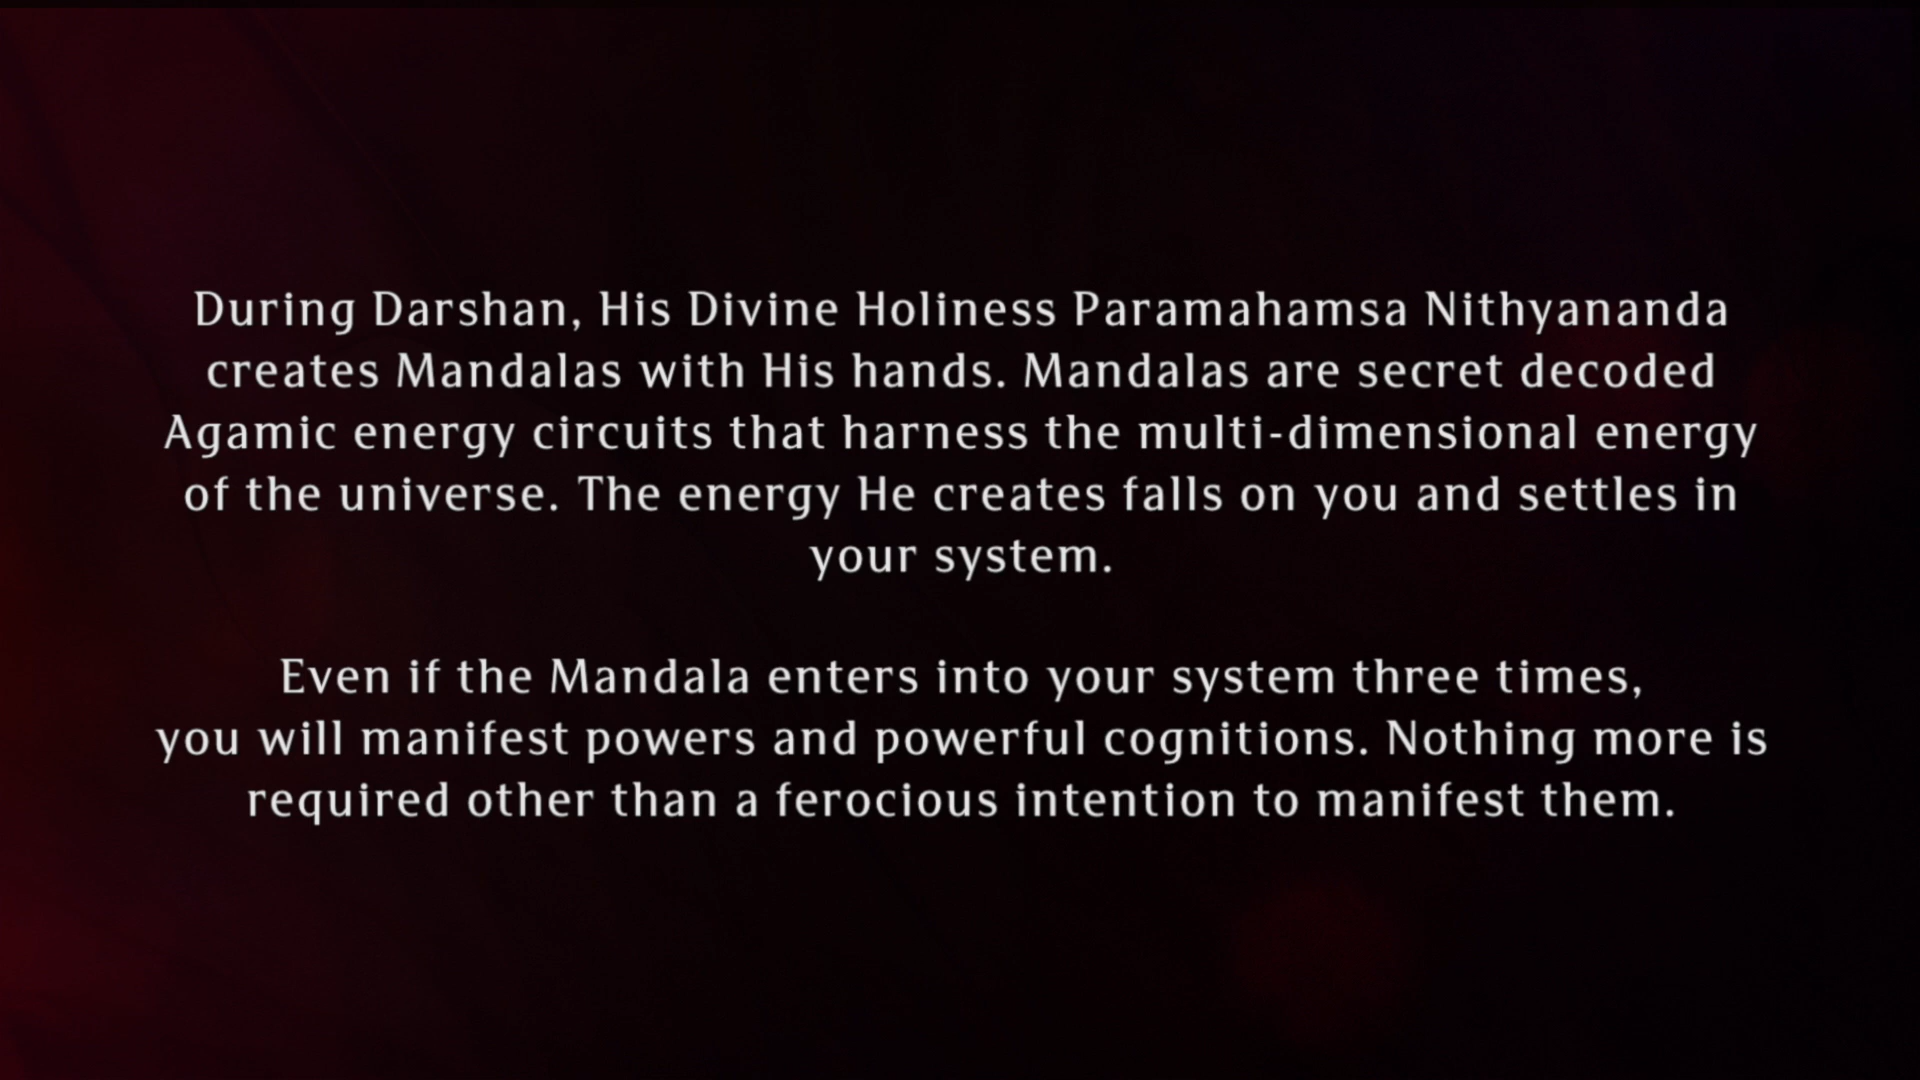 During Darshan, His Divine Holiness Paramahamsa Nithyananda
creates Mandalas with His hands. Mandalas are secret decoded
Agamic energy circuits that harness the multi-dimensional energy
of the universe. The energy He creates falls on you and settles in
your system.
Even if the Mandala enters into your system three times,
you will manifest powers and powerful cognitions. Nothing more is
required other than a ferocious intention to manifest them.